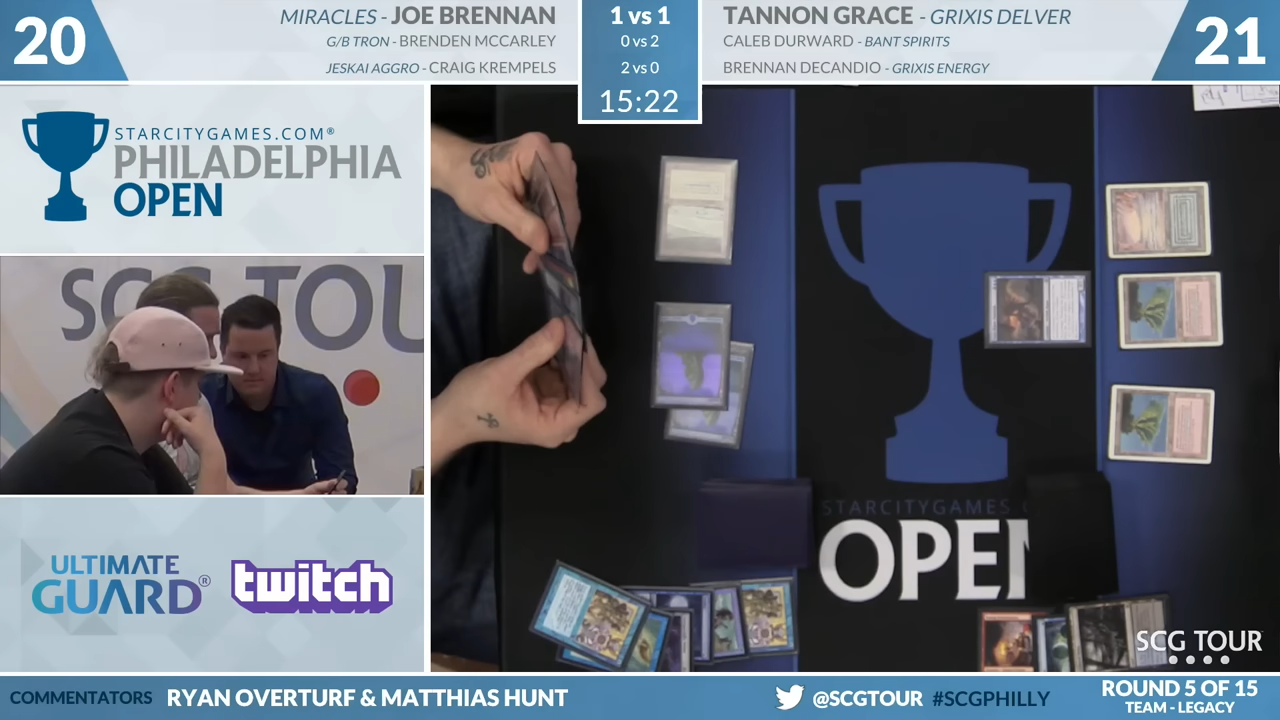 20
MIRACLES - JOE BRENNAN
G/B TRON - BRENDEN MCCARLEY
JESKAI AGGRO - CRAIG KREMPELS
1 vs 1
0 vs 2
2 vs 0
15:22
TANNON GRACE - GRIXIS DELVER
CALEB DURWARD - BANT SPIRITS
BRENNAN DECANDIO - GRIXIS ENERGY
21
STARCITYGAMES.COM®
PHILADELPHIA
OPEN
SCG TOU
ULTIMATE
GUARD®
twitch
STARCITYGAMES
OPEN
SCG TOUR
COMMENTATORS RYAN OVERTURF & MATTHIAS HUNT
@SCGTOUR #SCGPHILLY
ROUND 5 OF 15
TEAM - LEGACY